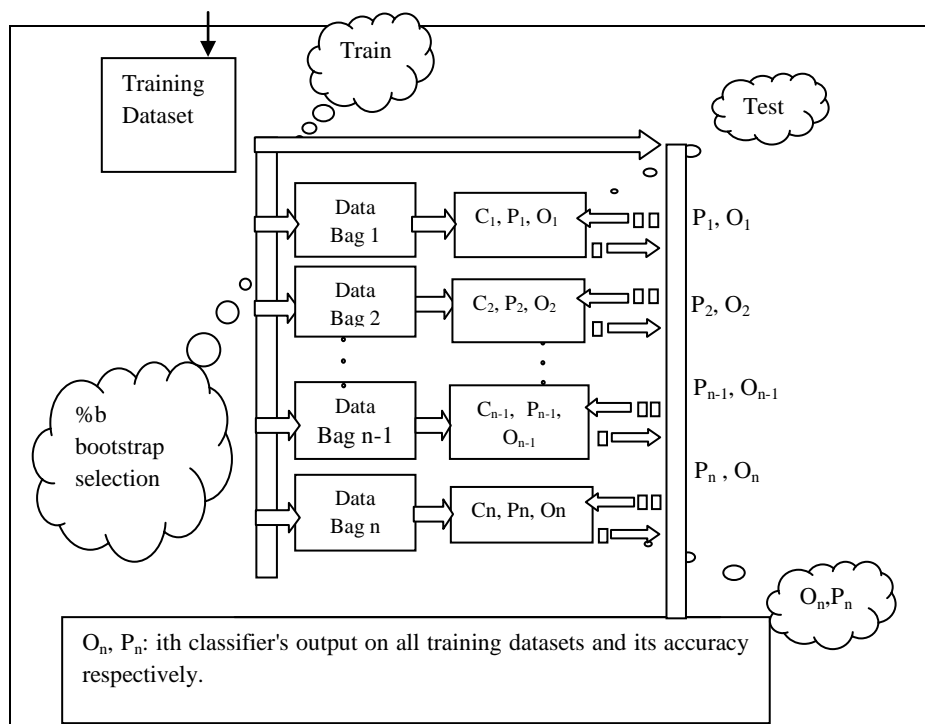 Train
Training
Dataset
Test
Data
Bag 1
C1, P1, O1
P1, O1
Data
Bag 2
C2, P2, O2
P2, O2
Data
Bag n-1
Cn-1, Pn-1,
On-1
Pn-1, On-1
%b
bootstrap
selection
Pn , On
Data
Bag n
Cn, Pn, On
On,Pn
On, Pn: ith classifier's output on all training datasets and its accuracy
respectively.